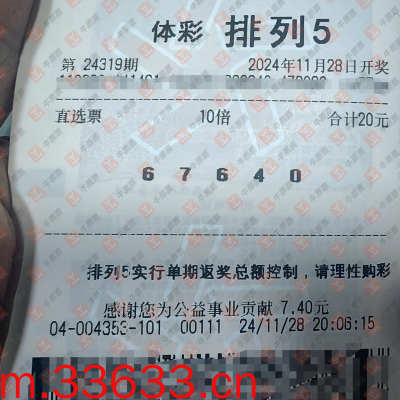 体彩 排列5
第 24319期 2024年11月28日开奖
直选票 10倍 合计20元
6 7 6 4 0
排列5实行单期返奖总额控制，请理性购彩
感谢您为公益事业贡献 7.40元
04-004353-101 00111 24/11/28 20:06:15
m.33633.cn